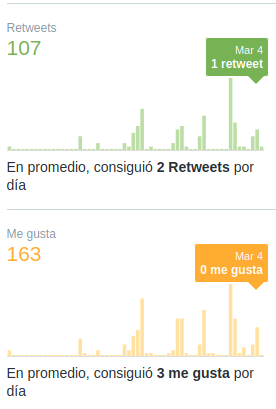 Retweets
107
Mar 4
1 retweet
En promedio, consiguió 2 Retweets por
día
Me gusta
163
Mar 4
0 me gusta
En promedio, consiguió 3 me gusta por
día